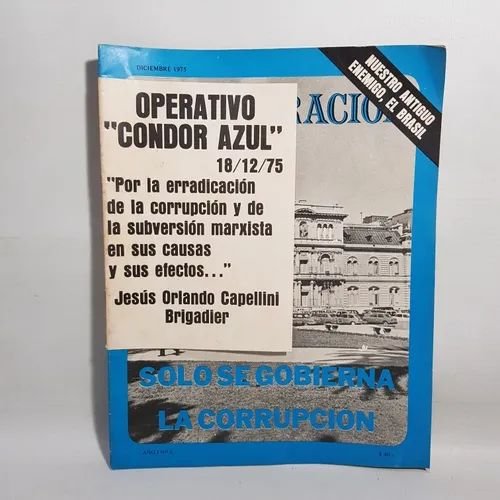 DICIEMBRE 1975
NUESTRO ANTIGUO
ENEMIGO, EL BRASIL
RACION
OPERATIVO
"CONDOR AZUL"
18/12/75
"Por la erradicación
de la corrupción y de
la subversión marxista
en sus causas
y sus efectos..."
Jesús Orlando Capellini
Brigadier
SOLO SE GOBIERNA
LA CORRUPCION